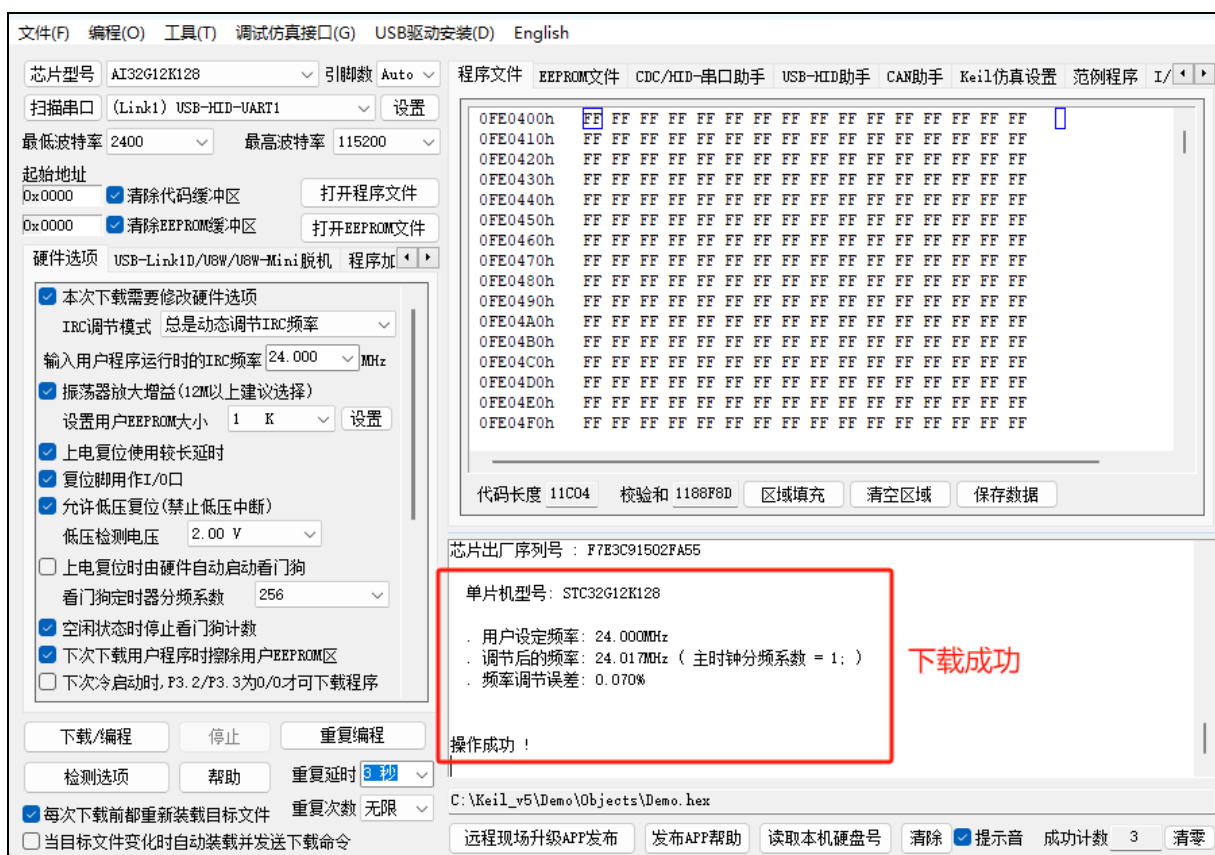 文件(F) 编程(O) 工具(T) 调试仿真接口(G) USB驱动安装(D) English
芯片型号 AI32G12K128 引脚数 Auto
扫描串口 (Link1) USB-HID-UART1 设置
最低波特率 2400 最高波特率 115200
起始地址
0x0000 清除代码缓冲区 打开程序文件
0x0000 清除EEPROM缓冲区 打开EEPROM文件
硬件选项 USB-Link1D/U8W/U8W-Mini脱机 程序加
本次下载需要修改硬件选项
IRC调节模式 总是动态调节IRC频率
输入用户程序运行时的IRC频率 24.000 MHz
振荡器放大增益(12M以上建议选择)
设置用户EEPROM大小 1 K 设置
上电复位使用较长延时
复位脚用作I/O口
允许低压复位(禁止低压中断)
低压检测电压 2.00 V
上电复位时由硬件自动启动看门狗
看门狗定时器分频系数 256
空闲状态时停止看门狗计数
下次下载用户程序时擦除用户EEPROM区
下次冷启动时,P3.2/P3.3为0/0才可下载程序
下载/编程 停止 重复编程
检测选项 帮助 重复延时 3 秒
每次下载前都重新装载目标文件 重复次数 无限
当目标文件变化时自动装载并发送下载命令
程序文件 EEPROM文件 CDC/HID-串口助手 USB-HID助手 CAN助手 Keil仿真设置 范例程序 I/
0FE0400h FF FF FF FF FF FF FF FF FF FF FF FF FF FF FF FF
0FE0410h FF FF FF FF FF FF FF FF FF FF FF FF FF FF FF FF
0FE0420h FF FF FF FF FF FF FF FF FF FF FF FF FF FF FF FF
0FE0430h FF FF FF FF FF FF FF FF FF FF FF FF FF FF FF FF
0FE0440h FF FF FF FF FF FF FF FF FF FF FF FF FF FF FF FF
0FE0450h FF FF FF FF FF FF FF FF FF FF FF FF FF FF FF FF
0FE0460h FF FF FF FF FF FF FF FF FF FF FF FF FF FF FF FF
0FE0470h FF FF FF FF FF FF FF FF FF FF FF FF FF FF FF FF
0FE0480h FF FF FF FF FF FF FF FF FF FF FF FF FF FF FF FF
0FE0490h FF FF FF FF FF FF FF FF FF FF FF FF FF FF FF FF
0FE04A0h FF FF FF FF FF FF FF FF FF FF FF FF FF FF FF FF
0FE04B0h FF FF FF FF FF FF FF FF FF FF FF FF FF FF FF FF
0FE04C0h FF FF FF FF FF FF FF FF FF FF FF FF FF FF FF FF
0FE04D0h FF FF FF FF FF FF FF FF FF FF FF FF FF FF FF FF
0FE04E0h FF FF FF FF FF FF FF FF FF FF FF FF FF FF FF FF
0FE04F0h FF FF FF FF FF FF FF FF FF FF FF FF FF FF FF FF
代码长度 11C04 校验和 1188F8D 区域填充 清空区域 保存数据
芯片出厂序列号 : F7E3C91502FA55
单片机型号: STC32G12K128
. 用户设定频率: 24.000MHz
. 调节后的频率: 24.017MHz ( 主时钟分频系数 = 1; )
. 频率调节误差: 0.070%
下载成功
操作成功 !
C:\Keil_v5\Demo\Objects\Demo.hex
远程现场升级APP发布 发布APP帮助 读取本机硬盘号 清除 提示音 成功计数 3 清零